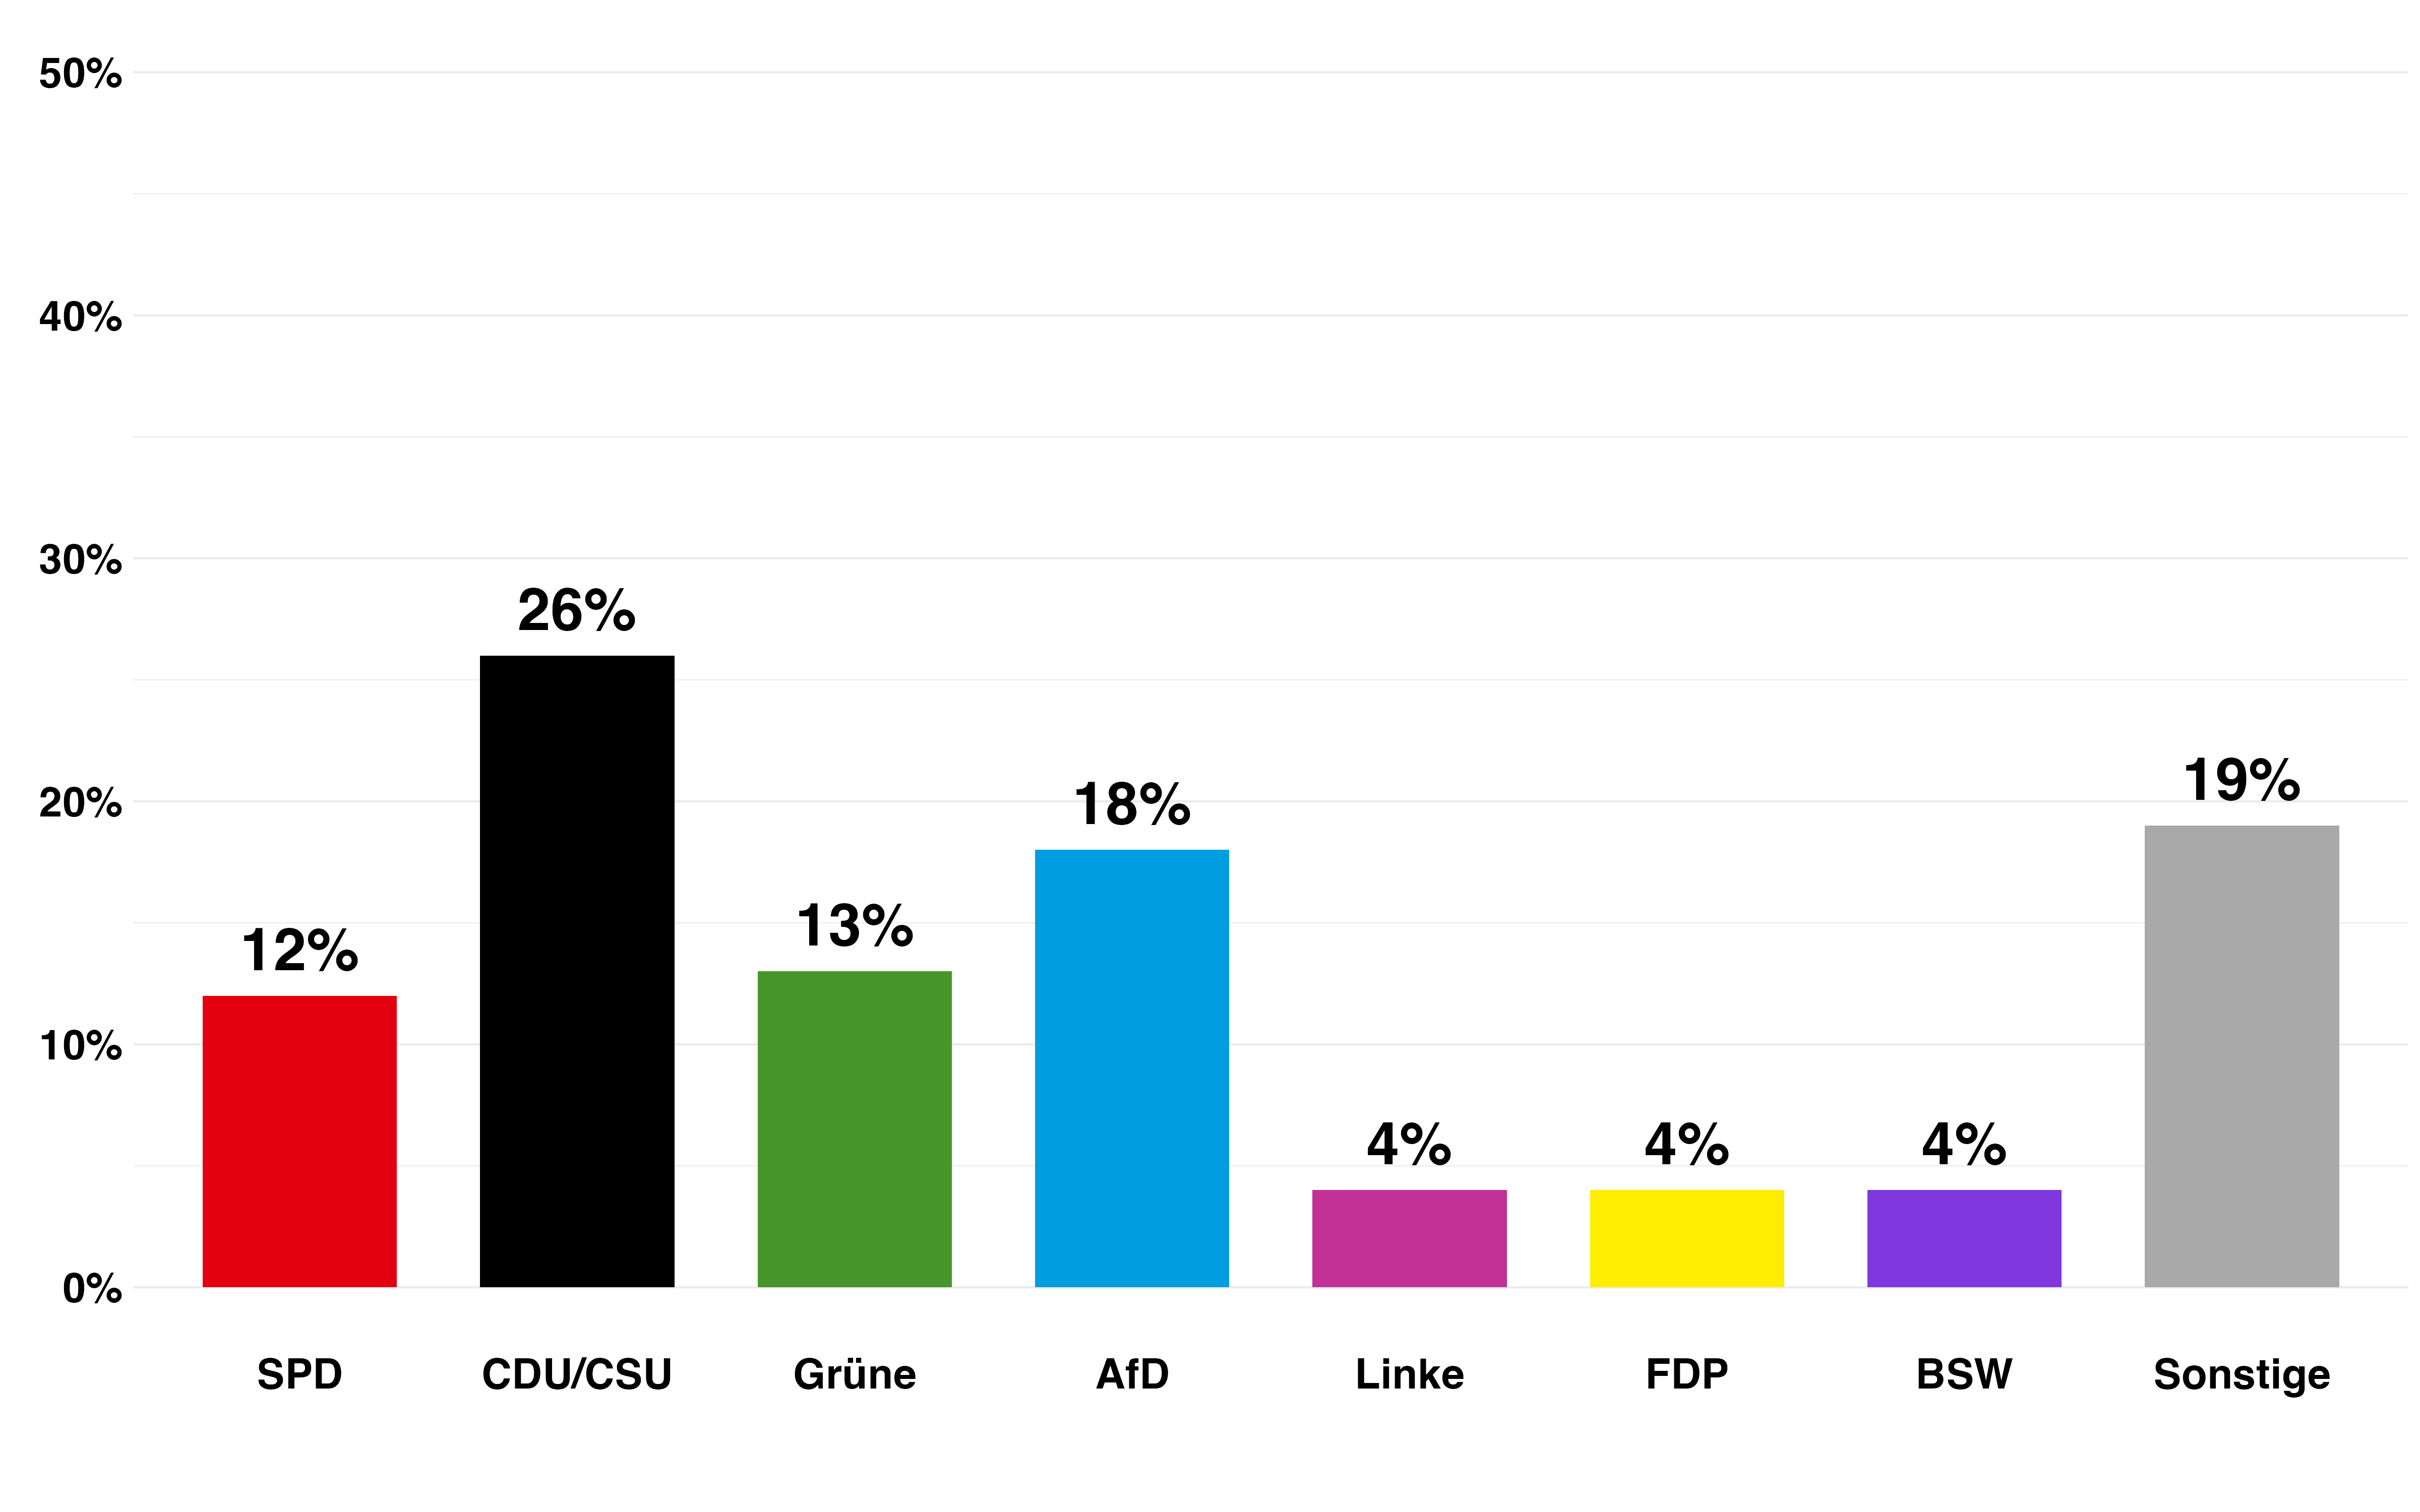 50%
40%
30%
20%
10%
0%
12%
26%
13%
18%
4%
4%
4%
19%
SPD
CDU/CSU
Grüne
AfD
Linke
FDP
BSW
Sonstige